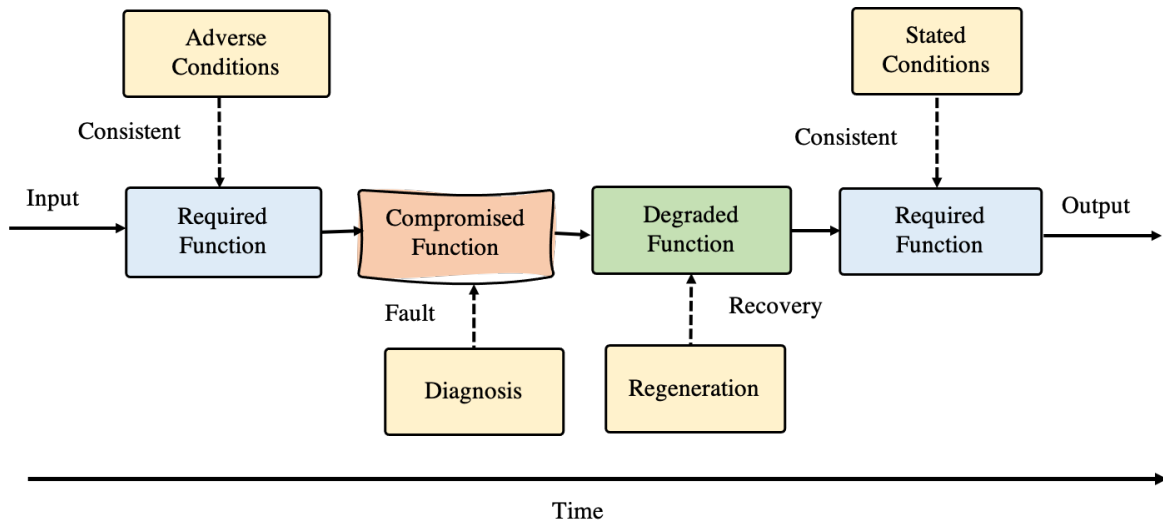 Adverse
Conditions
Stated
Conditions
Consistent
Consistent
Input
Required
Function
Compromised
Function
Degraded
Function
Required
Function
Output
Fault
Recovery
Diagnosis
Regeneration
Time